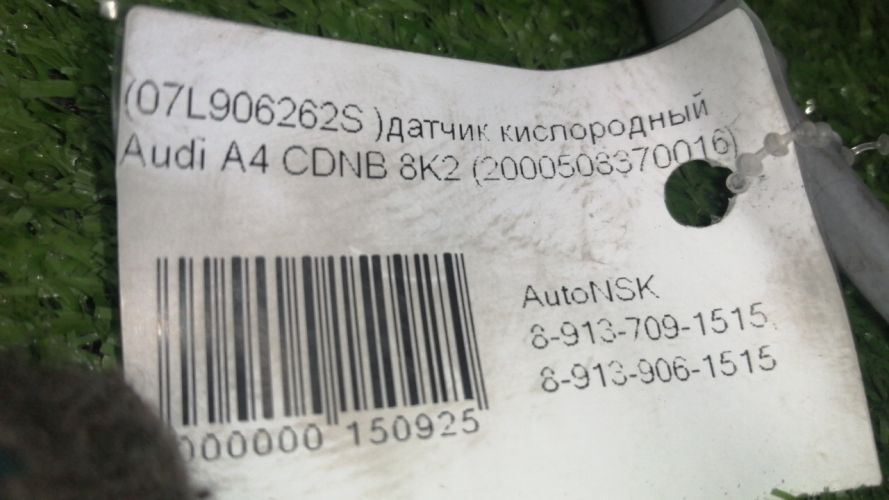 (07L906262S )датчик кислородный
Audi A4 CDNB 8K2 (2000508370016)
AutoNSK
8-913-709-1515,
8-913-906-1515
000000 150925